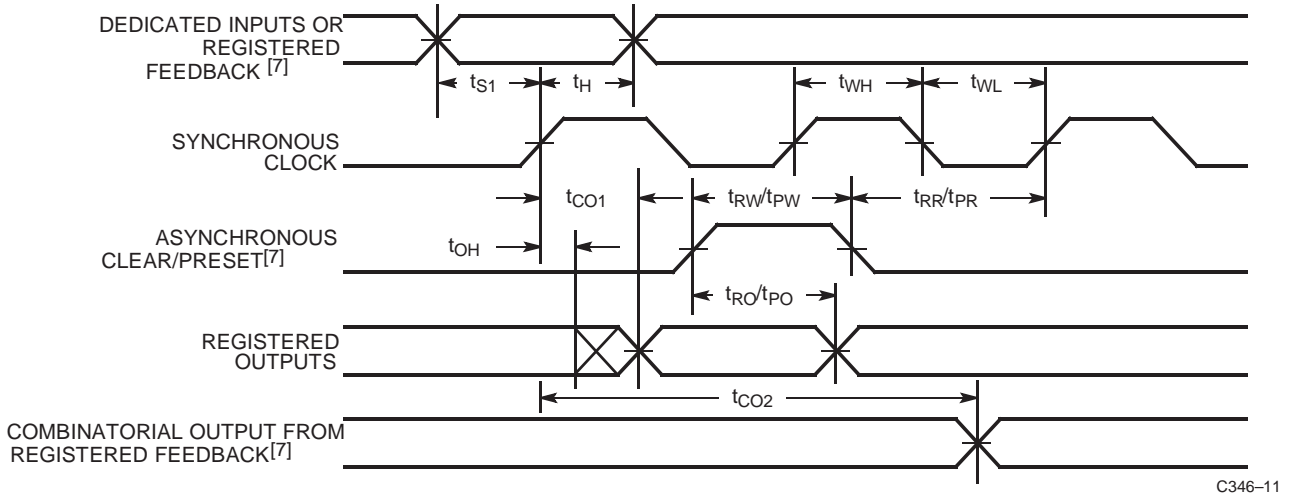 DEDICATED INPUTS OR
REGISTERED
FEEDBACK [7]
tS1
tH
tWH
tWL
SYNCHRONOUS
CLOCK
tCO1
tRW/tPW
tRR/tPR
ASYNCHRONOUS
CLEAR/PRESET[7]
tOH
tRO/tPO
REGISTERED
OUTPUTS
tCO2
COMBINATORIAL OUTPUT FROM
REGISTERED FEEDBACK[7]
C346–11